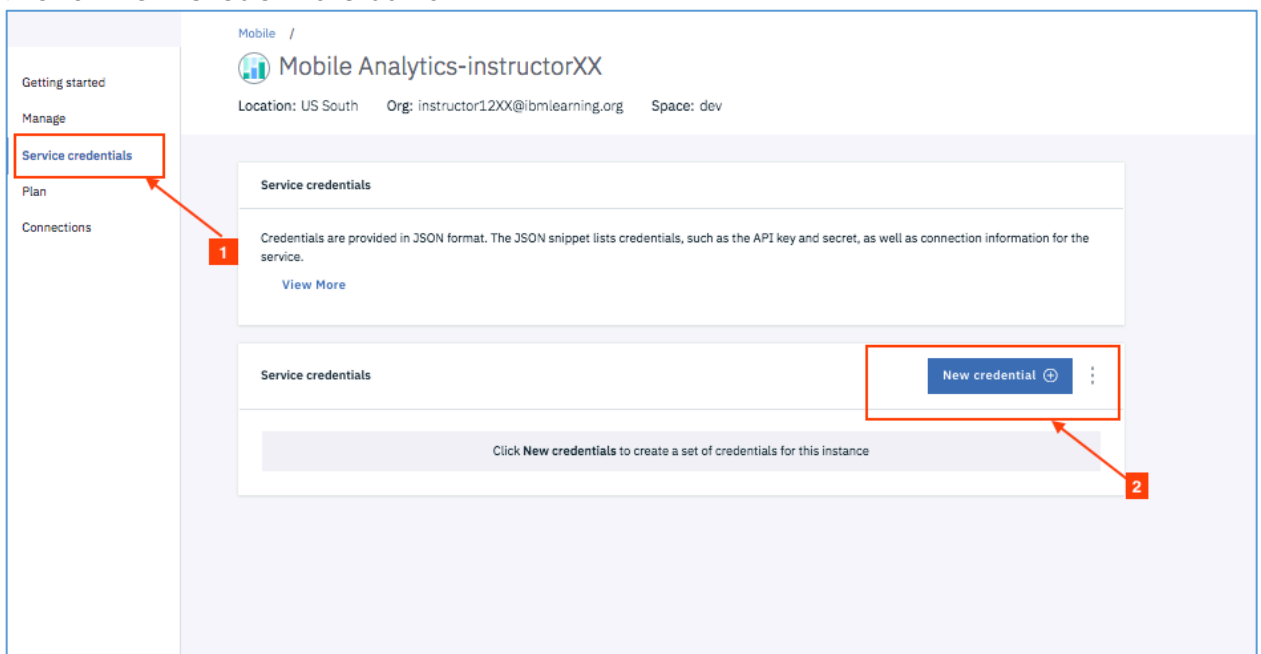 Mobile /
Mobile Analytics-instructorXX
Location: US South Org: instructor12XX@ibmlearning.org Space: dev
Getting started
Manage
Service credentials
Plan
Connections
1
Service credentials
Credentials are provided in JSON format. The JSON snippet lists credentials, such as the API key and secret, as well as connection information for the
service.
View More
Service credentials
New credential
Click New credentials to create a set of credentials for this instance
2